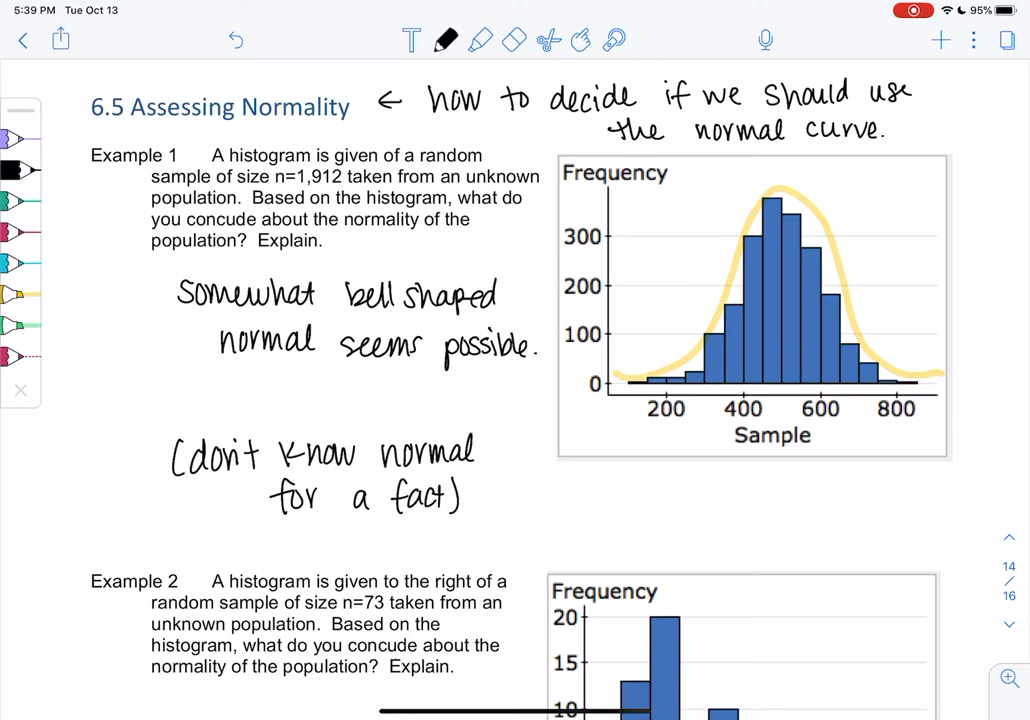 5:39 PM Tue Oct 13
95%
T
6.5 Assessing Normality ← how to decide if we should use
the normal curve.
Example 1 A histogram is given of a random
sample of size n=1,912 taken from an unknown
population. Based on the histogram, what do
you concude about the normality of the
population? Explain.
Frequency
300
200
100
0
200 400 600 800
Sample
somewhat bell shaped
normal seems possible.
(don't know normal
for a fact)
14
/
16
Example 2 A histogram is given to the right of a
random sample of size n=73 taken from an
unknown population. Based on the
histogram, what do you concude about the
normality of the population? Explain.
Frequency
20
15
10